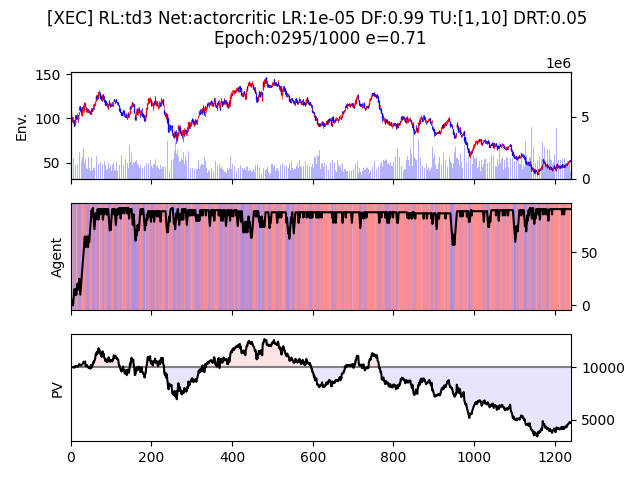 [XEC] RL:td3 Net:actorcritic LR:1e-05 DF:0.99 TU:[1,10] DRT:0.05
Epoch:0295/1000 e=0.71
1e6
150
100
50
Env.
5
0
Agent
50
0
PV
10000
5000
0 200 400 600 800 1000 1200